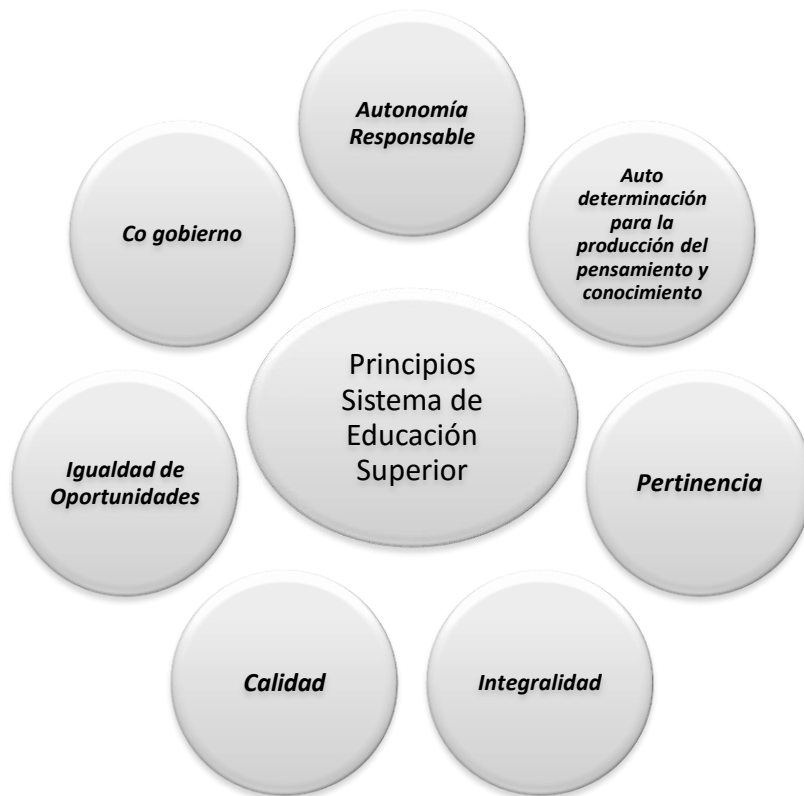 Autonomía
Responsable
Auto
determinación
para la
producción del
pensamiento y
conocimiento
Pertinencia
Integralidad
Calidad
Igualdad de
Oportunidades
Co gobierno
Principios
Sistema de
Educación
Superior